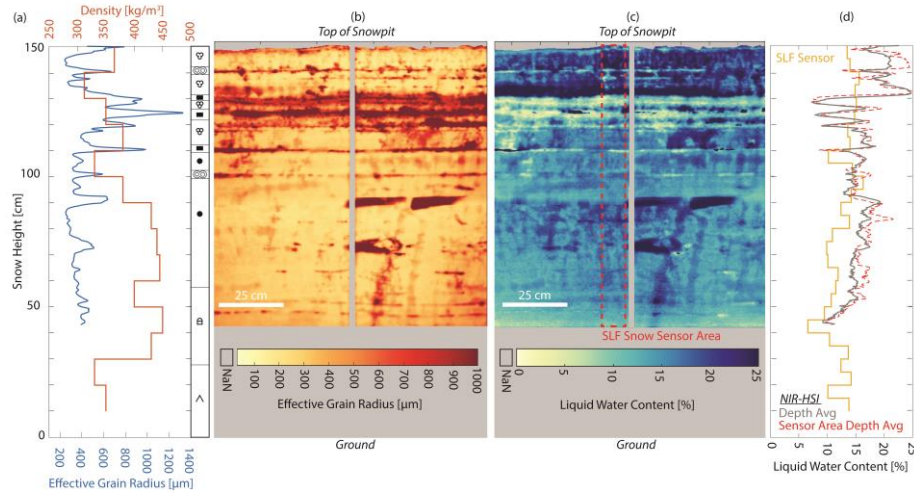 (a)
Density [kg/m³]
250
350
450
500
(b)
Top of Snowpit
(c)
Top of Snowpit
(d)
SLF Sensor
150
100
50
0
Snow Height [cm]
25 cm
25 cm
SLF Snow Sensor Area
NaN
100
200
300
400
500
600
700
800
900
1000
Effective Grain Radius [µm]
NaN
0
5
10
15
20
25
Liquid Water Content [%]
NIR-HSI
Depth Avg
Sensor Area Depth Avg
Ground
Ground
200
400
600
800
1000
1200
1400
Effective Grain Radius [µm]
0
5
10
15
20
25
Liquid Water Content [%]